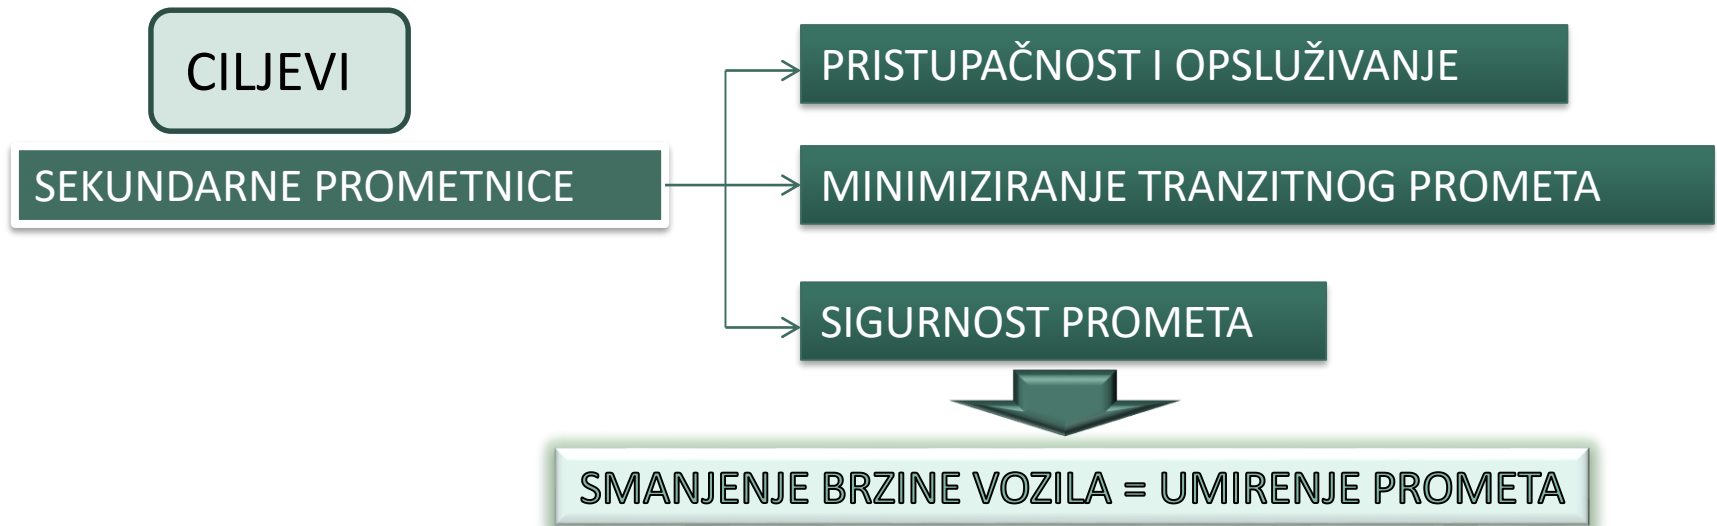 CILJEVI
SEKUNDARNE PROMETNICE
PRISTUPAČNOST I OPSLUŽIVANJE
MINIMIZIRANJE TRANZITNOG PROMETA
SIGURNOST PROMETA
SMANJENJE BRZINE VOZILA = UMIRENJE PROMETA